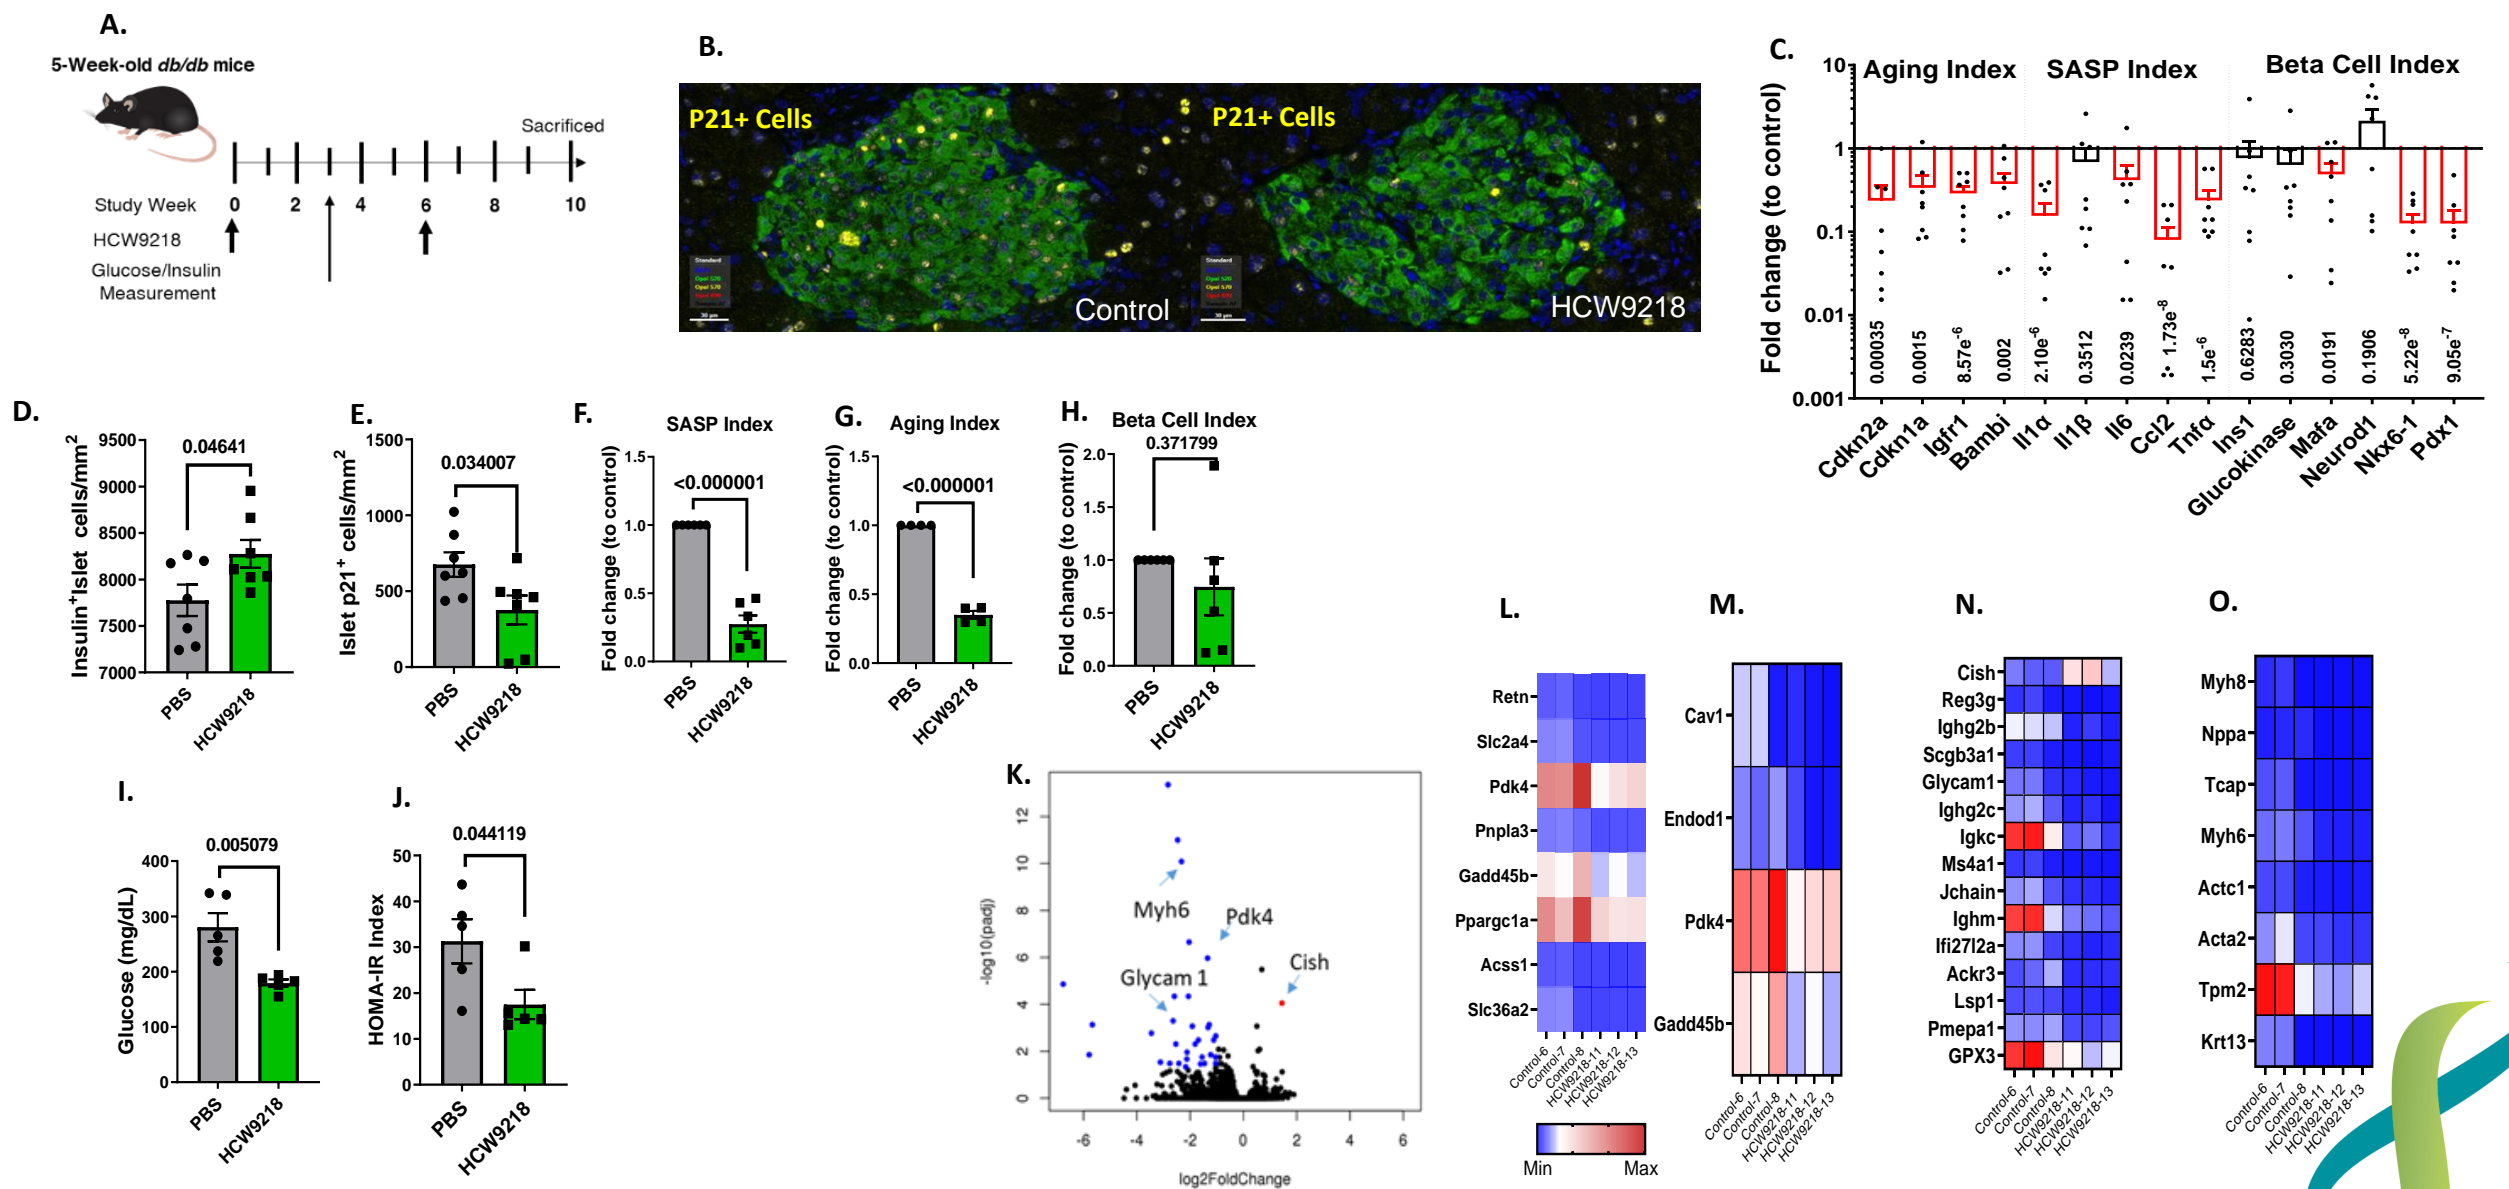 A.
5-Week-old db/db mice
Sacrificed
Study Week 0 2 4 6 8 10
HCW9218
Glucose/Insulin
Measurement
B.
P21+ Cells
P21+ Cells
Standard
Opal 520
Opal 570
30 µm
Control
Standard
Opal 520
Opal 570
30 µm
HCW9218
C.
Aging Index SASP Index Beta Cell Index
Fold change (to control)
10
1
0.1
0.01
0.001
0.00035
0.0015
8.57e-6
0.002
2.10e-6
0.3512
0.0239
1.73e-8
1.5e-6
0.6283
0.3030
0.0191
0.1906
5.22e-8
9.05e-7
Cdkn2a
Cdkn1a
Igfr1
Bambi
Il1α
Il1β
Il6
Ccl2
Tnfα
Ins1
Glucokinase
Mafa
Neurod1
Nkx6-1
Pdx1
D.
Insulin+Islet cells/mm2
0.04641
9500
9000
8500
8000
7500
7000
PBS
HCW9218
E.
Islet p21+ cells/mm2
0.034007
1500
1000
500
0
PBS
HCW9218
F.
SASP Index
Fold change (to control)
<0.000001
1.5
1.0
0.5
0.0
PBS
HCW9218
G.
Aging Index
Fold change (to control)
<0.000001
1.5
1.0
0.5
0.0
PBS
HCW9218
H.
Beta Cell Index
0.371799
Fold change (to control)
2.0
1.5
1.0
0.5
0.0
PBS
HCW9218
I.
0.005079
Glucose (mg/dL)
400
300
200
100
0
PBS
HCW9218
J.
0.044119
HOMA-IR Index
50
40
30
20
10
0
PBS
HCW9218
K.
-log10(padj)
12
10
8
6
4
2
0
Myh6
Pdk4
Glycam 1
Cish
-6 -4 -2 0 2 4 6
log2FoldChange
L.
Retn
Slc2a4
Pdk4
Pnpla3
Gadd45b
Ppargc1a
Acss1
Slc36a2
Control-6
Control-7
Control-8
HCW9218-11
HCW9218-12
HCW9218-13
Min Max
M.
Cav1
Endod1
Pdk4
Gadd45b
Control-6
Control-7
Control-8
HCW9218-11
HCW9218-12
HCW9218-13
N.
Cish
Reg3g
Ighg2b
Scgb3a1
Glycam1
Ighg2c
Igkc
Ms4a1
Jchain
Ighm
Ifi27l2a
Ackr3
Lsp1
Pmepa1
GPX3
Control-6
Control-7
Control-8
HCW9218-11
HCW9218-12
HCW9218-13
O.
Myh8
Nppa
Tcap
Myh6
Actc1
Acta2
Tpm2
Krt13
Control-6
Control-7
Control-8
HCW9218-11
HCW9218-12
HCW9218-13